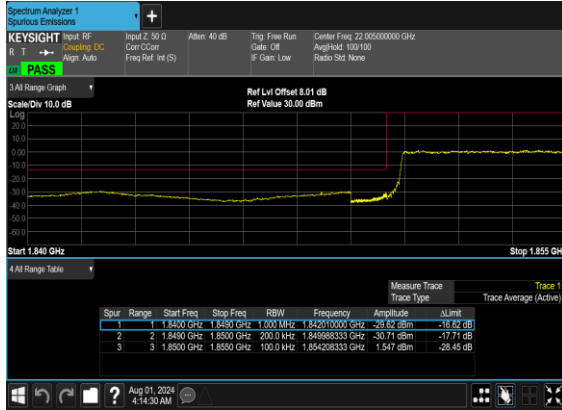 Spectrum Analyzer 1
Spurious Emissions
KEYSIGHT Input: RF Input Z: 50 Ω Atten: 40 dB Trig: Free Run Center Freq: 22.005000000 GHz
R T Coupling: DC Corr CCorr Gate: Off Avg|Hold: 100/100
Align: Auto Freq Ref: Int (S) IF Gain: Low Radio Std: None
PASS
3 All Range Graph
Ref Lvl Offset 8.01 dB
Scale/Div 10.0 dB Ref Value 30.00 dBm
Log
20.0
10.0
0.00
-10.0
-20.0
-30.0
-40.0
-50.0
-60.0
Start 1.840 GHz Stop 1.855 GH
4 All Range Table
Measure Trace Trace 1
Trace Type Trace Average (Active)
Spur Range Start Freq Stop Freq RBW Frequency Amplitude ΔLimit
1 1 1.8400 GHz 1.8490 GHz 1.000 MHz 1.842010000 GHz -29.62 dBm -16.62 dB
2 2 1.8490 GHz 1.8500 GHz 200.0 kHz 1.849988333 GHz -30.71 dBm -17.71 dB
3 3 1.8500 GHz 1.8550 GHz 100.0 kHz 1.854208333 GHz 1.547 dBm -28.45 dB
? Aug 01, 2024
4:14:30 AM